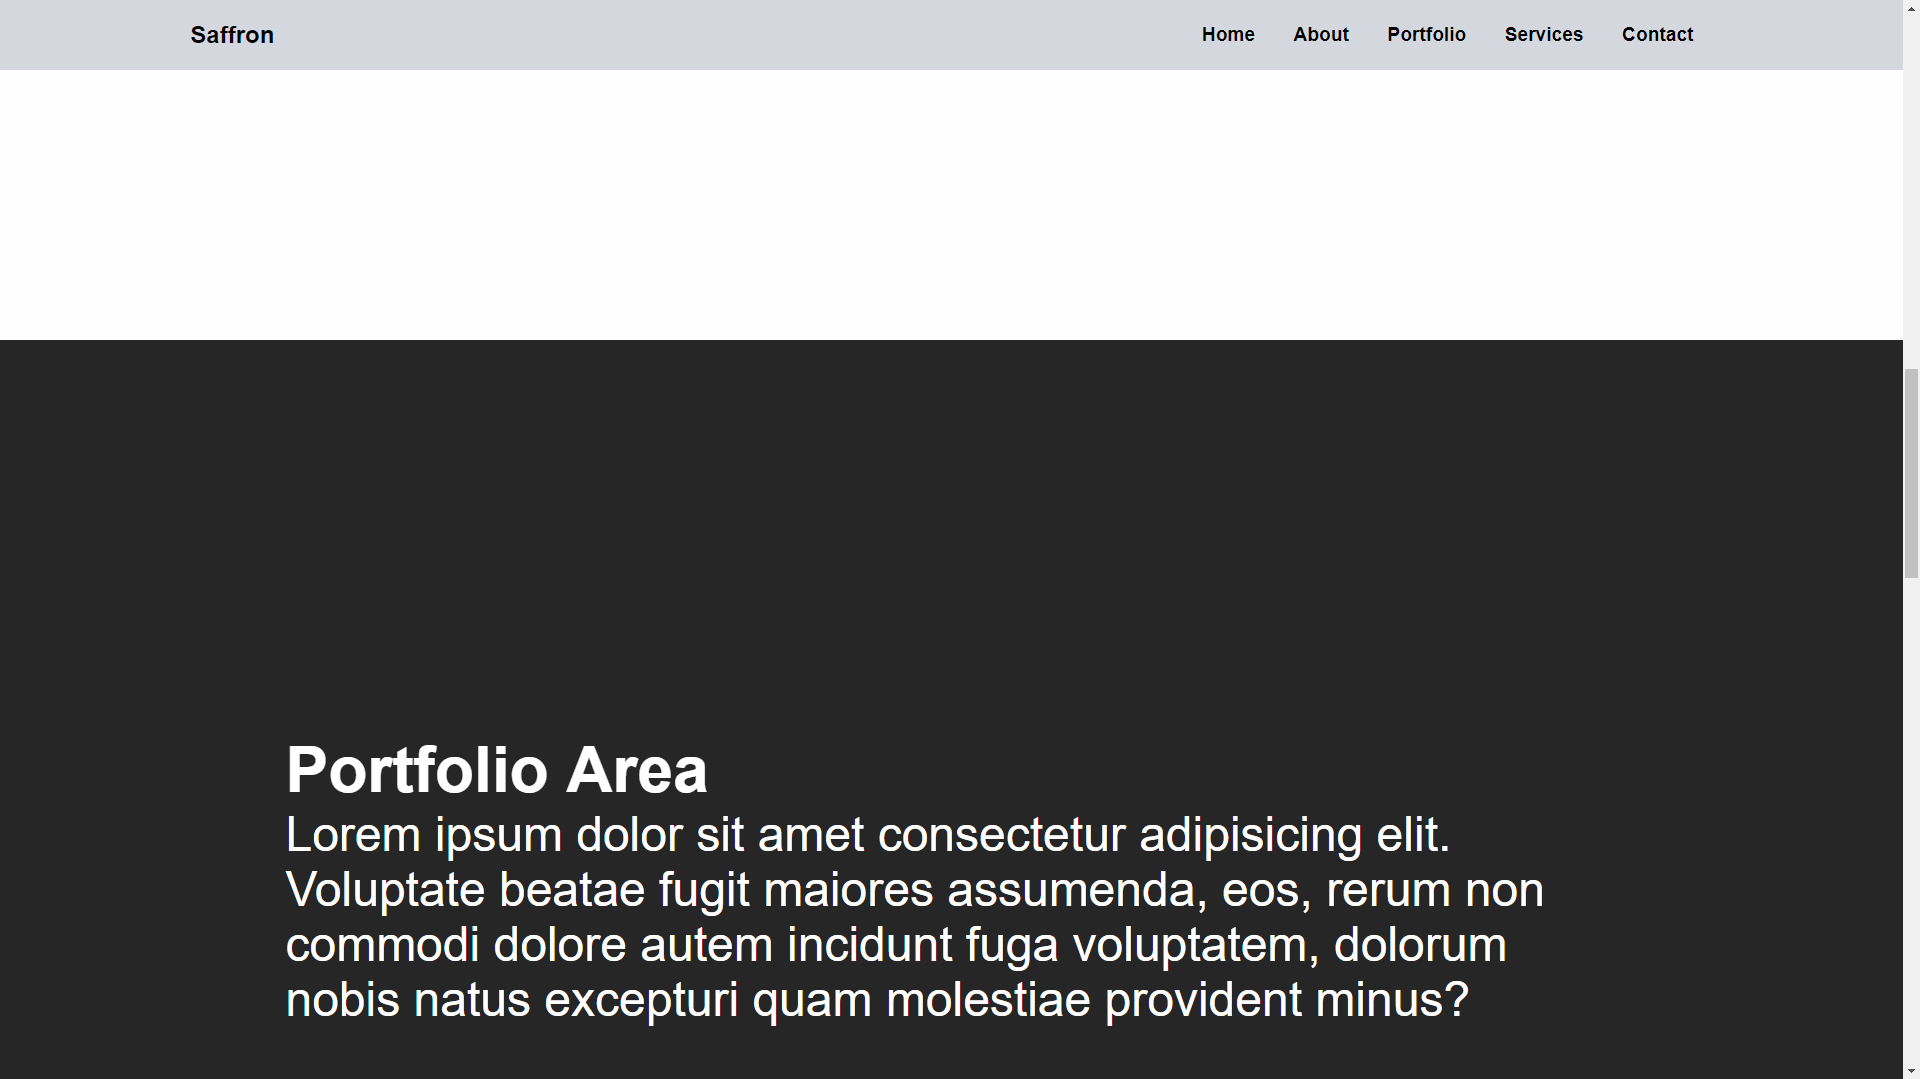 Saffron
Home About Portfolio Services Contact
Portfolio Area
Lorem ipsum dolor sit amet consectetur adipisicing elit.
Voluptate beatae fugit maiores assumenda, eos, rerum non
commodi dolore autem incidunt fuga voluptatem, dolorum
nobis natus excepturi quam molestiae provident minus?